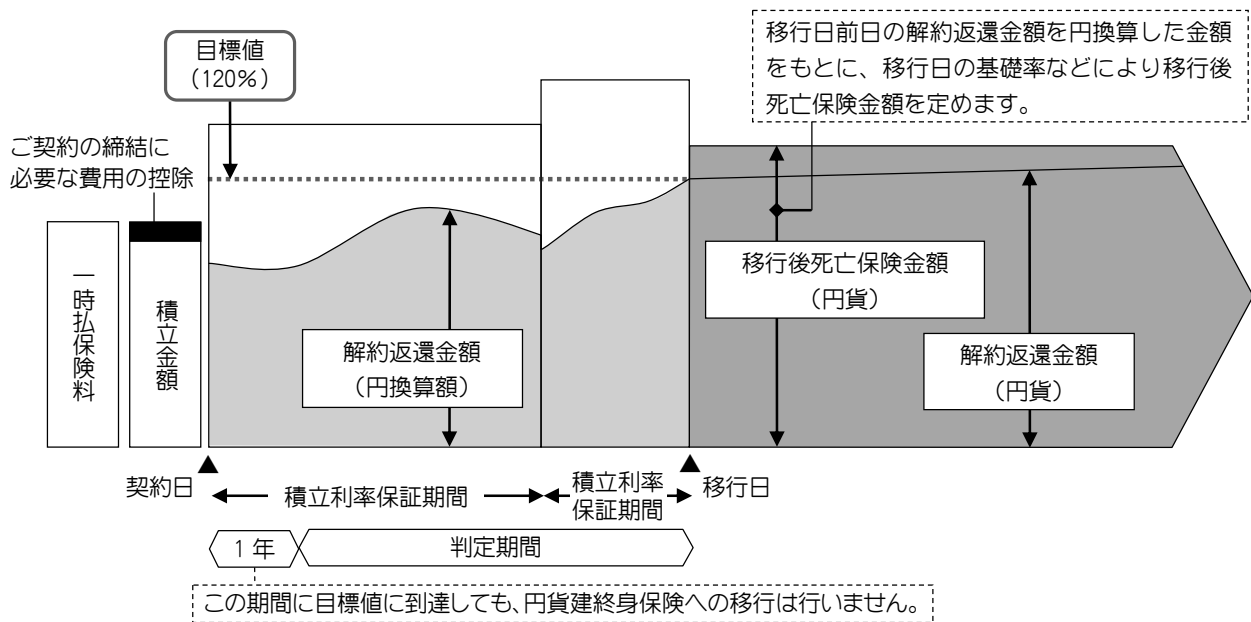 目標値
（120％）
移行日前日の解約返還金額を円換算した金額
をもとに、移行日の基礎率などにより移行後
死亡保険金額を定めます。
ご契約の締結に
必要な費用の控除
一時払保険料
積立金額
解約返還金額
（円換算額）
移行後死亡保険金額
（円貨）
解約返還金額
（円貨）
契約日
積立利率保証期間
積立利率
保証期間
移行日
1年
判定期間
この期間に目標値に到達しても、円貨建終身保険への移行は行いません。